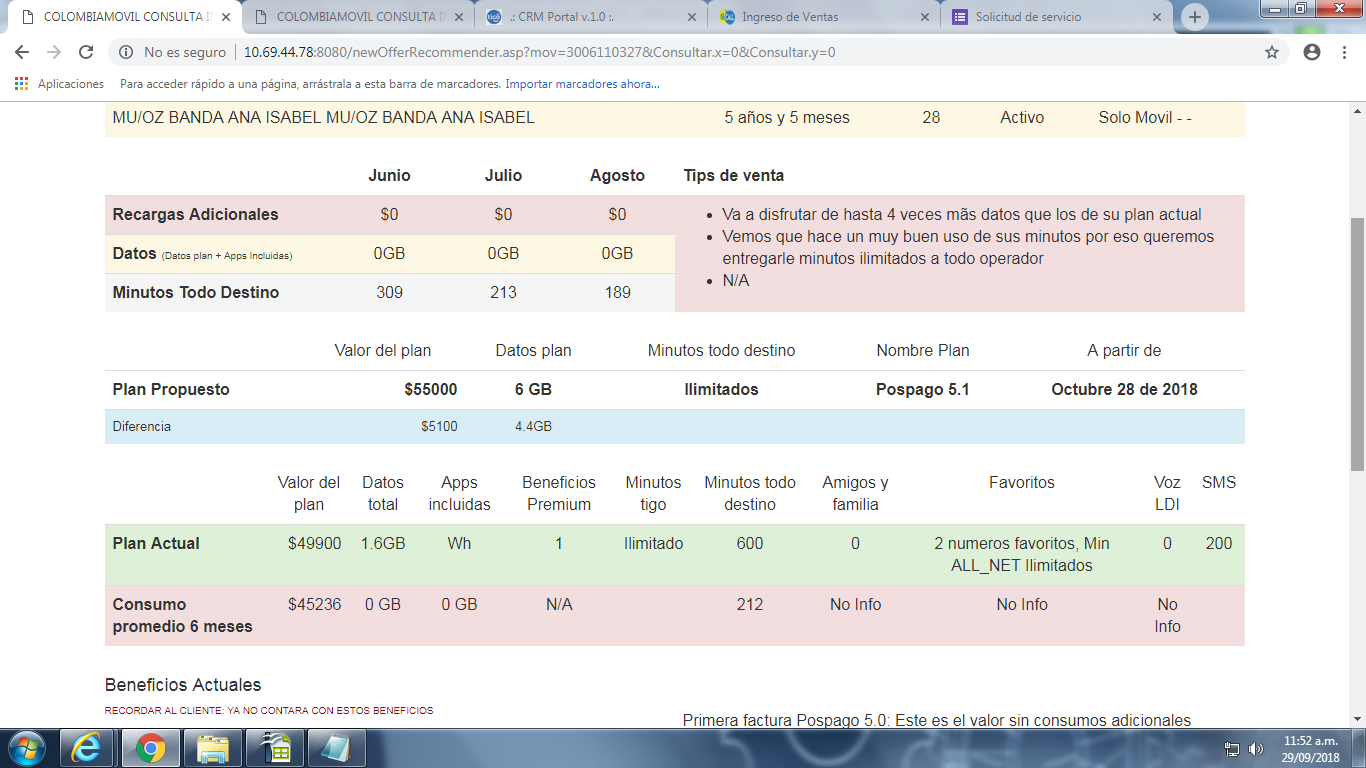 COLOMBIAMOVIL CONSULTA I
COLOMBIAMOVIL CONSULTA I
.: CRM Portal v.1.0 :.
Ingreso de Ventas
Solicitud de servicio
No es seguro
10.69.44.78:8080/newOfferRecommender.asp?mov=3006110327&Consultar.x=0&Consultar.y=0
Aplicaciones
Para acceder rápido a una página, arrástrala a esta barra de marcadores. Importar marcadores ahora...
MU/OZ BANDA ANA ISABEL MU/OZ BANDA ANA ISABEL 5 años y 5 meses 28 Activo Solo Movil - -
Junio Julio Agosto Tips de venta
Recargas Adicionales $0 $0 $0
Datos (Datos plan + Apps Incluidas) 0GB 0GB 0GB
Minutos Todo Destino 309 213 189
• Va a disfrutar de hasta 4 veces mãs datos que los de su plan actual
• Vemos que hace un muy buen uso de sus minutos por eso queremos
entregarle minutos ilimitados a todo operador
• N/A
Valor del plan Datos plan Minutos todo destino Nombre Plan A partir de
Plan Propuesto $55000 6 GB Ilimitados Pospago 5.1 Octubre 28 de 2018
Diferencia $5100 4.4GB
Valor del Datos Apps Beneficios Minutos Minutos todo Amigos y Favoritos Voz SMS
plan total incluidas Premium tigo destino familia LDI
Plan Actual $49900 1.6GB Wh 1 Ilimitado 600 0 2 numeros favoritos, Min 0 200
ALL_NET Ilimitados
Consumo $45236 0 GB 0 GB N/A 212 No Info No Info No
promedio 6 meses Info
Beneficios Actuales
RECORDAR AL CLIENTE: YA NO CONTARA CON ESTOS BENEFICIOS
Primera factura Pospago 5.0: Este es el valor sin consumos adicionales
11:52 a.m.
29/09/2018